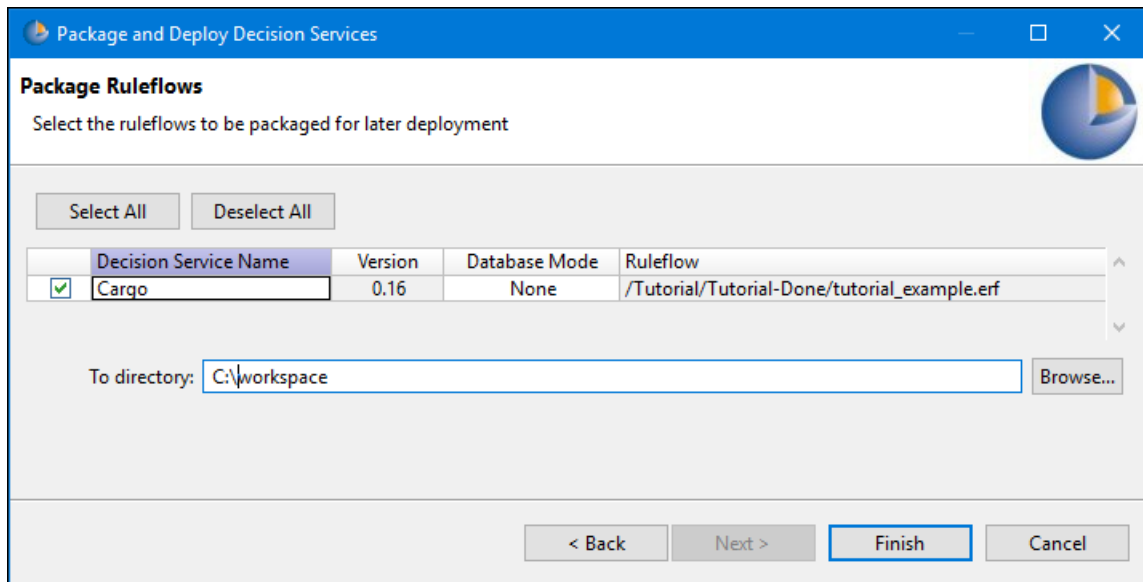 Package and Deploy Decision Services
Package Ruleflows
Select the ruleflows to be packaged for later deployment
Select All Deselect All
Decision Service Name Version Database Mode Ruleflow
Cargo 0.16 None /Tutorial/Tutorial-Done/tutorial_example.erf
To directory: C:\workspace Browse...
< Back Next > Finish Cancel